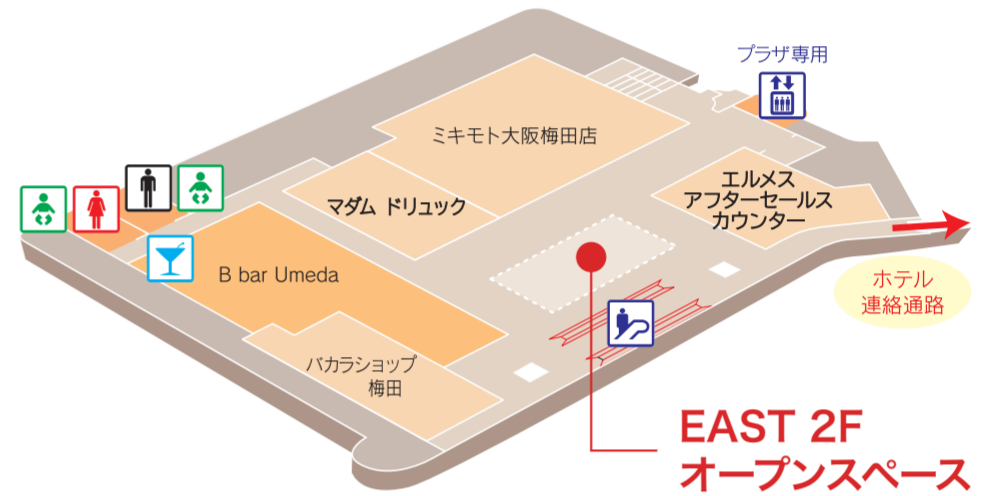 プラザ専用
ミキモト大阪梅田店
エルメス
アフターセールス
カウンター
マダム ドリュック
B bar Umeda
ホテル
連絡通路
バカラショップ
梅田
EAST 2F
オープンスペース